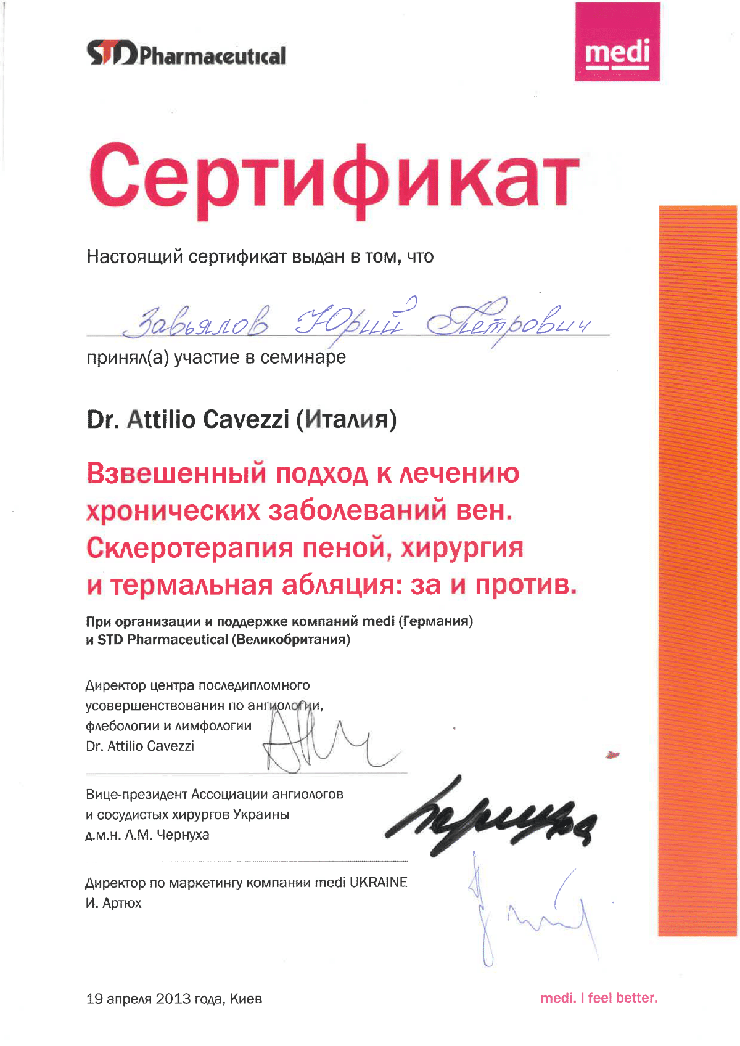 STD Pharmaceutical
medi
Сертификат
Настоящий сертификат выдан в том, что
Завьялов Юрий Петрович
принял(а) участие в семинаре
Dr. Attilio Cavezzi (Италия)
Взвешенный подход к лечению
хронических заболеваний вен.
Склеротерапия пеной, хирургия
и термальная абляция: за и против.
При организации и поддержке компаний medi (Германия)
и STD Pharmaceutical (Великобритания)
Директор центра последипломного
усовершенствования по ангиологии,
флебологии и лимфологии
Dr. Attilio Cavezzi
Вице-президент Ассоциации ангиологов
и сосудистых хирургов Украины
д.м.н. Л.М. Чернуха
Директор по маркетингу компании medi UKRAINE
И. Артюх
19 апреля 2013 года, Киев
medi. I feel better.